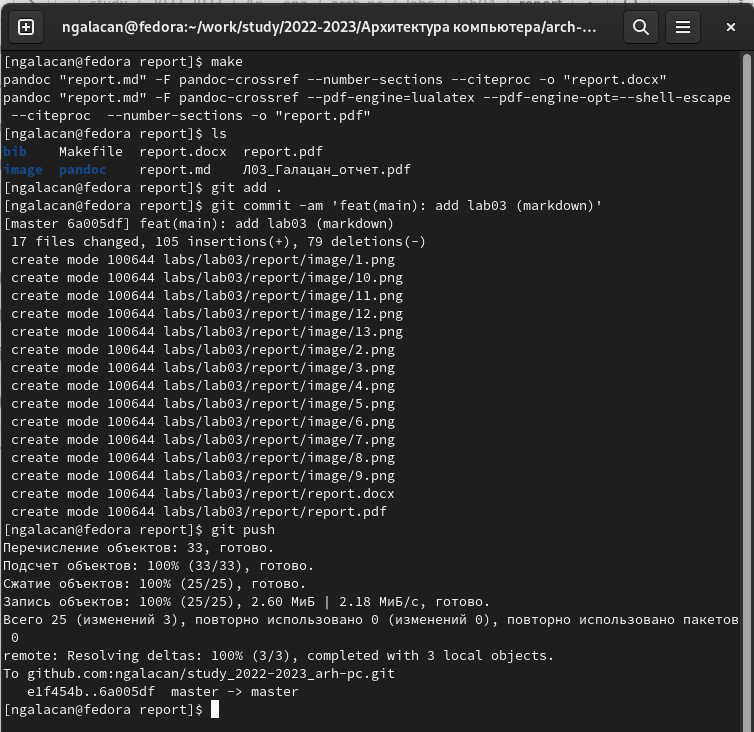 ngalacan@fedora:~/work/study/2022-2023/Архитектура компьютера/arch-...
[ngalacan@fedora report]$ make
pandoc "report.md" -F pandoc-crossref --number-sections --citeproc -o "report.docx"
pandoc "report.md" -F pandoc-crossref --pdf-engine=lualatex --pdf-engine-opt=--shell-escape
--citeproc  --number-sections -o "report.pdf"
[ngalacan@fedora report]$ ls
bib    Makefile  report.docx  report.pdf
image  pandoc    report.md    Л03_Галацан_отчет.pdf
[ngalacan@fedora report]$ git add .
[ngalacan@fedora report]$ git commit -am 'feat(main): add lab03 (markdown)'
[master 6a005df] feat(main): add lab03 (markdown)
17 files changed, 105 insertions(+), 79 deletions(-)
create mode 100644 labs/lab03/report/image/1.png
create mode 100644 labs/lab03/report/image/10.png
create mode 100644 labs/lab03/report/image/11.png
create mode 100644 labs/lab03/report/image/12.png
create mode 100644 labs/lab03/report/image/13.png
create mode 100644 labs/lab03/report/image/2.png
create mode 100644 labs/lab03/report/image/3.png
create mode 100644 labs/lab03/report/image/4.png
create mode 100644 labs/lab03/report/image/5.png
create mode 100644 labs/lab03/report/image/6.png
create mode 100644 labs/lab03/report/image/7.png
create mode 100644 labs/lab03/report/image/8.png
create mode 100644 labs/lab03/report/image/9.png
create mode 100644 labs/lab03/report/report.docx
create mode 100644 labs/lab03/report/report.pdf
[ngalacan@fedora report]$ git push
Перечисление объектов: 33, готово.
Подсчет объектов: 100% (33/33), готово.
Сжатие объектов: 100% (25/25), готово.
Запись объектов: 100% (25/25), 2.60 МиБ | 2.18 МиБ/с, готово.
Всего 25 (изменений 3), повторно использовано 0 (изменений 0), повторно использовано пакетов
0
remote: Resolving deltas: 100% (3/3), completed with 3 local objects.
To github.com:ngalacan/study_2022-2023_arh-pc.git
e1f454b..6a005df  master -> master
[ngalacan@fedora report]$